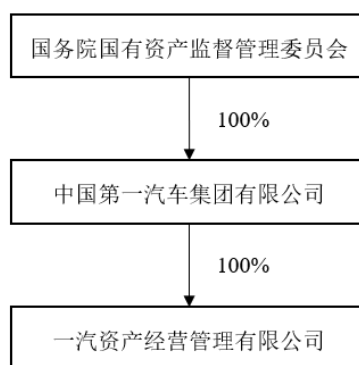 国务院国有资产监督管理委员会
100%
中国第一汽车集团有限公司
100%
一汽资产经营管理有限公司